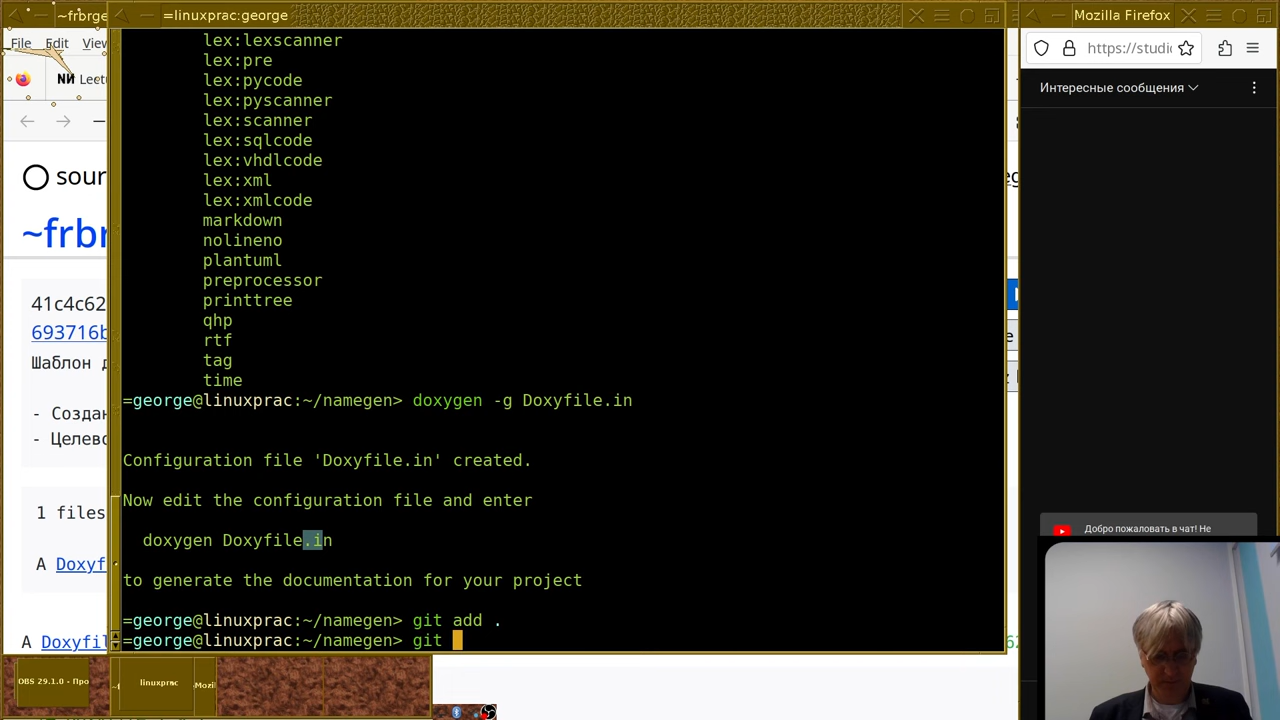 ~frbrge
=linuxprac:george
Mozilla Firefox
File Edit View
Lectu
https://studi
Интересные сообщения
sour
~frbr
41c4c62
693716b
Шаблон д
- Создан
- Целево
1 files
A Doxyf
A Doxyfil
lex:lexscanner
lex:pre
lex:pycode
lex:pyscanner
lex:scanner
lex:sqlcode
lex:vhdlcode
lex:xml
lex:xmlcode
markdown
nolineno
plantuml
preprocessor
printtree
qhp
rtf
tag
time
=george@linuxprac:~/namegen> doxygen -g Doxyfile.in
Configuration file 'Doxyfile.in' created.
Now edit the configuration file and enter
doxygen Doxyfile.in
to generate the documentation for your project
=george@linuxprac:~/namegen> git add .
=george@linuxprac:~/namegen> git
Добро пожаловать в чат! Не
OBS 29.1.0 - Про
linuxprac
Mozil